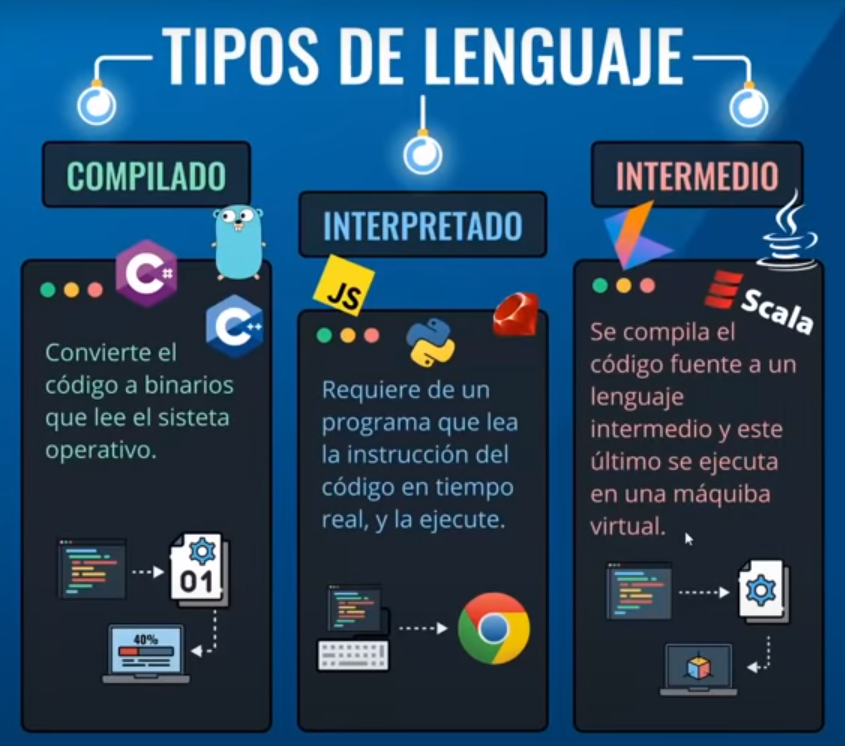 TIPOS DE LENGUAJE
COMPILADO
C#
C++
Convierte el
código a binarios
que lee el sisteta
operativo.
01
40%
INTERPRETADO
JS
Requiere de un
programa que lea
la instrucción del
código en tiempo
real, y la ejecute.
INTERMEDIO
Scala
Se compila el
código fuente a un
lenguaje
intermedio y este
último se ejecuta
en una máquiba
virtual.